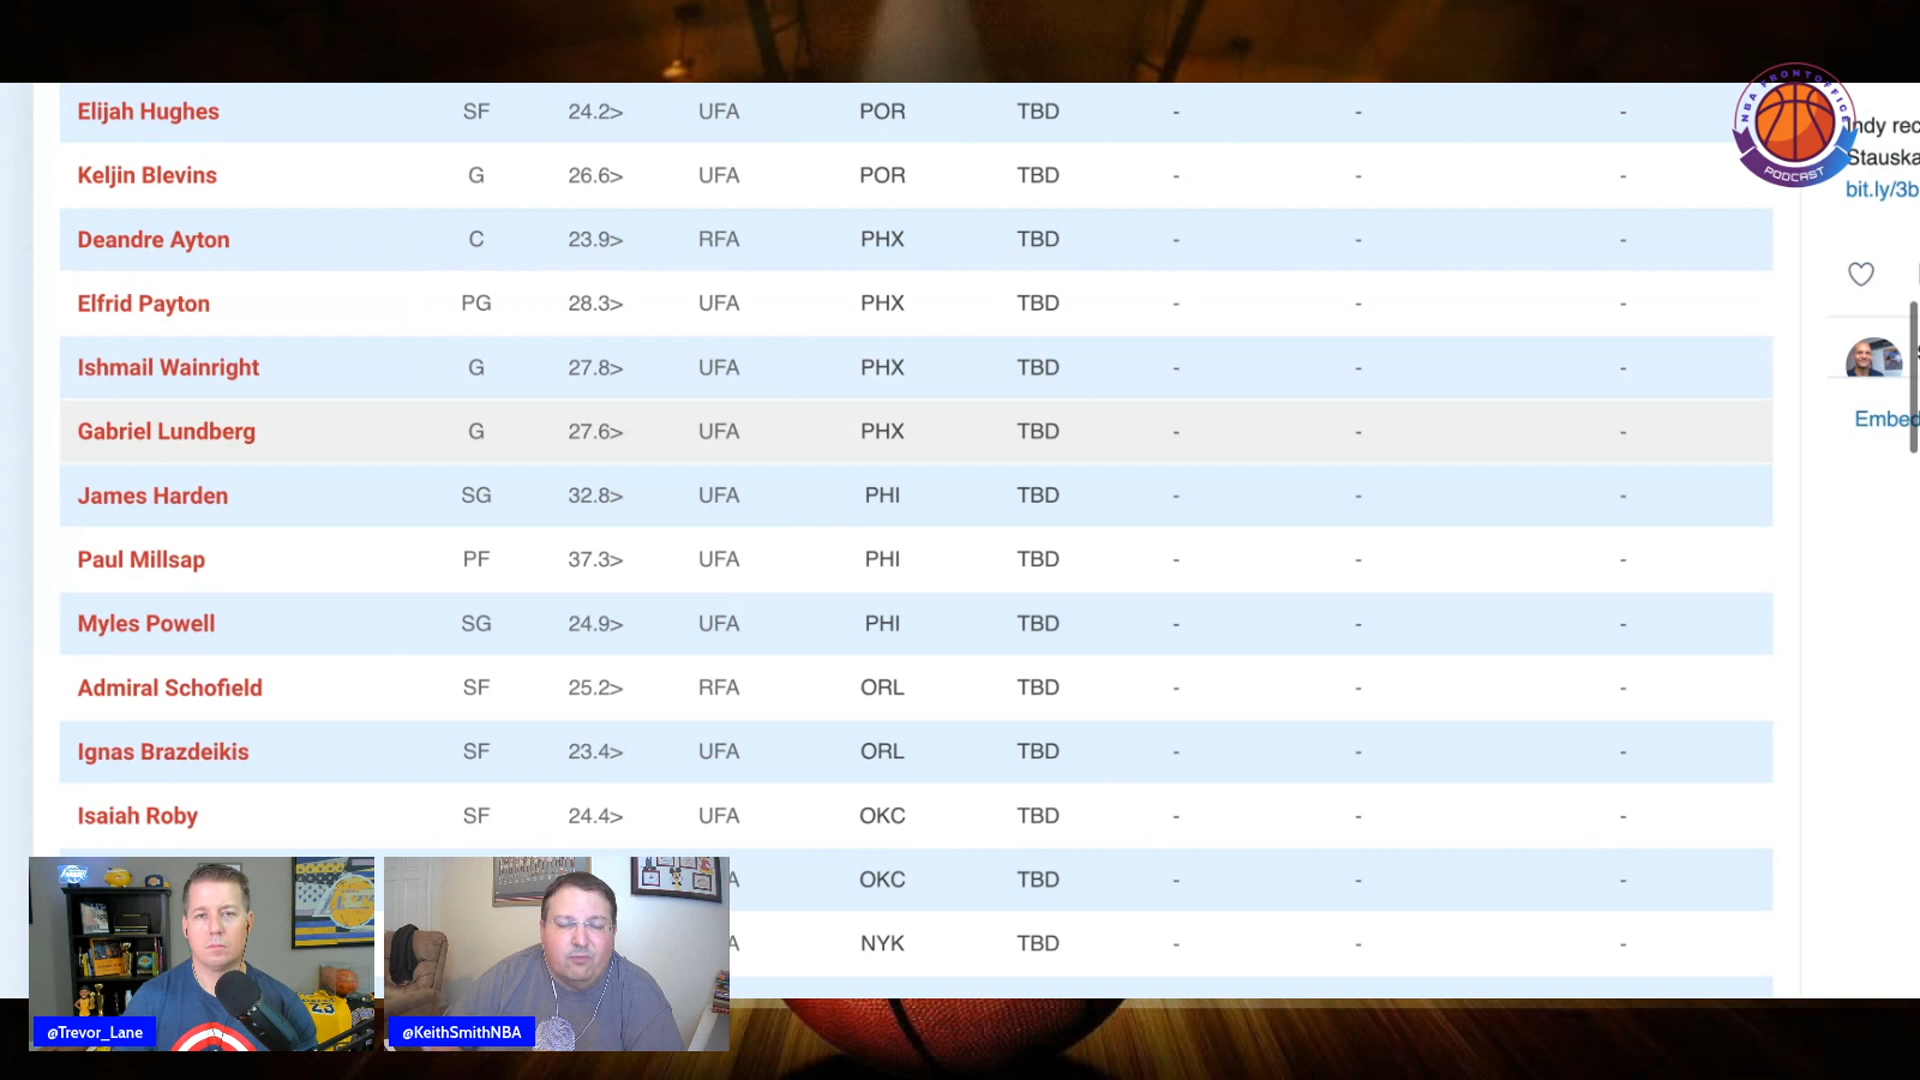 Elijah Hughes SF 24.2> UFA POR TBD - - -
Keljin Blevins G 26.6> UFA POR TBD - - -
Deandre Ayton C 23.9> RFA PHX TBD - - -
Elfrid Payton PG 28.3> UFA PHX TBD - - -
Ishmail Wainright G 27.8> UFA PHX TBD - - -
Gabriel Lundberg G 27.6> UFA PHX TBD - - -
James Harden SG 32.8> UFA PHI TBD - - -
Paul Millsap PF 37.3> UFA PHI TBD - - -
Myles Powell SG 24.9> UFA PHI TBD - - -
Admiral Schofield SF 25.2> RFA ORL TBD - - -
Ignas Brazdeikis SF 23.4> UFA ORL TBD - - -
Isaiah Roby SF 24.4> UFA OKC TBD - - -
A OKC TBD - - -
A NYK TBD - - -
NBA FRONT OFFICE
PODCAST
Indy rec
Stauska
bit.ly/3b
Embed
@Trevor_Lane
@KeithSmithNBA